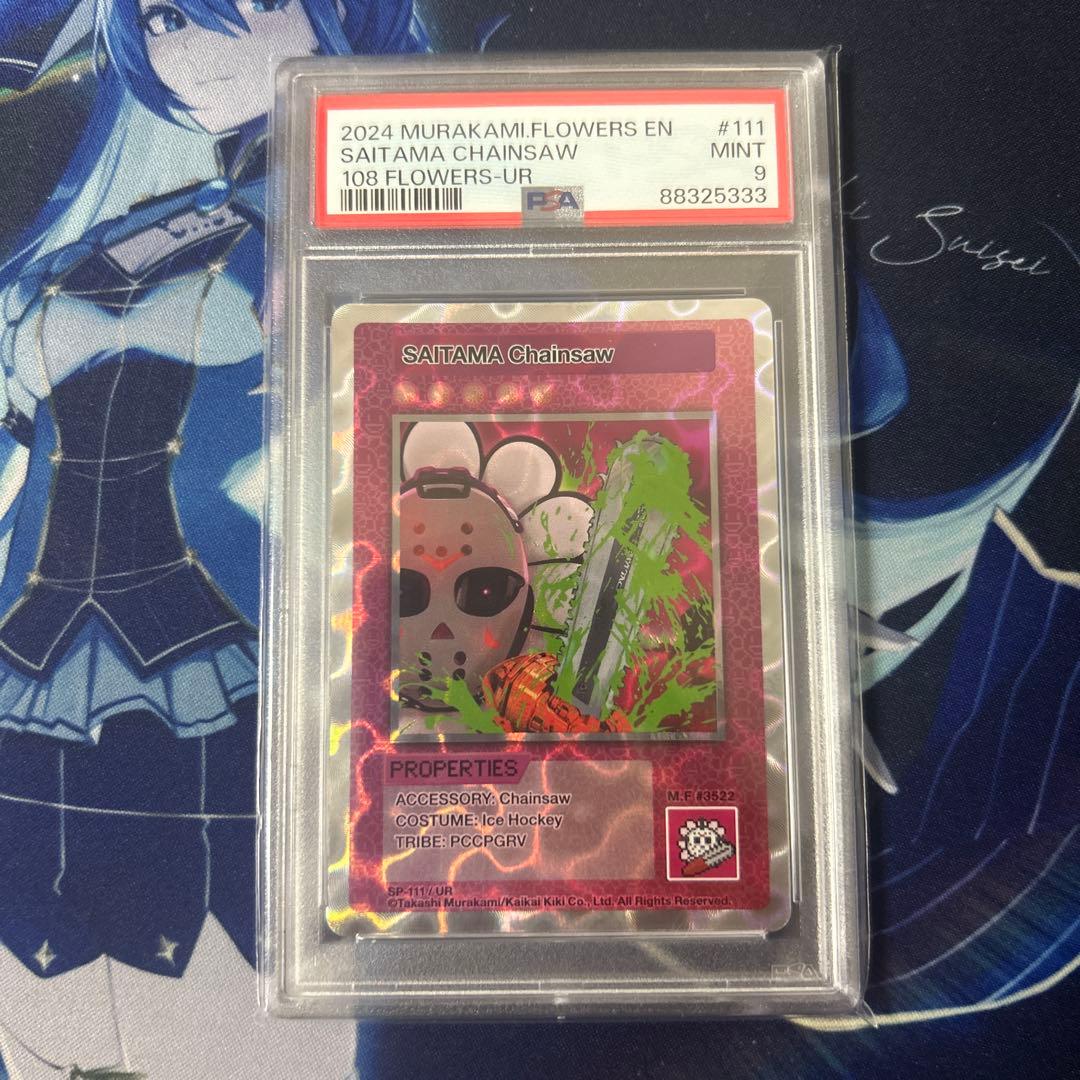 2024 MURAKAMI.FLOWERS EN #111
SAITAMA CHAINSAW MINT
108 FLOWERS-UR 9
PSA 88325333
Suisei
SAITAMA Chainsaw
PROPERTIES
ACCESSORY: Chainsaw
COSTUME: Ice Hockey
TRIBE: PCCPGRV
M.F #3522
SP-111 / UR
©Takashi Murakami/Kaikai Kiki Co., Ltd. All Rights Reserved.
PSA